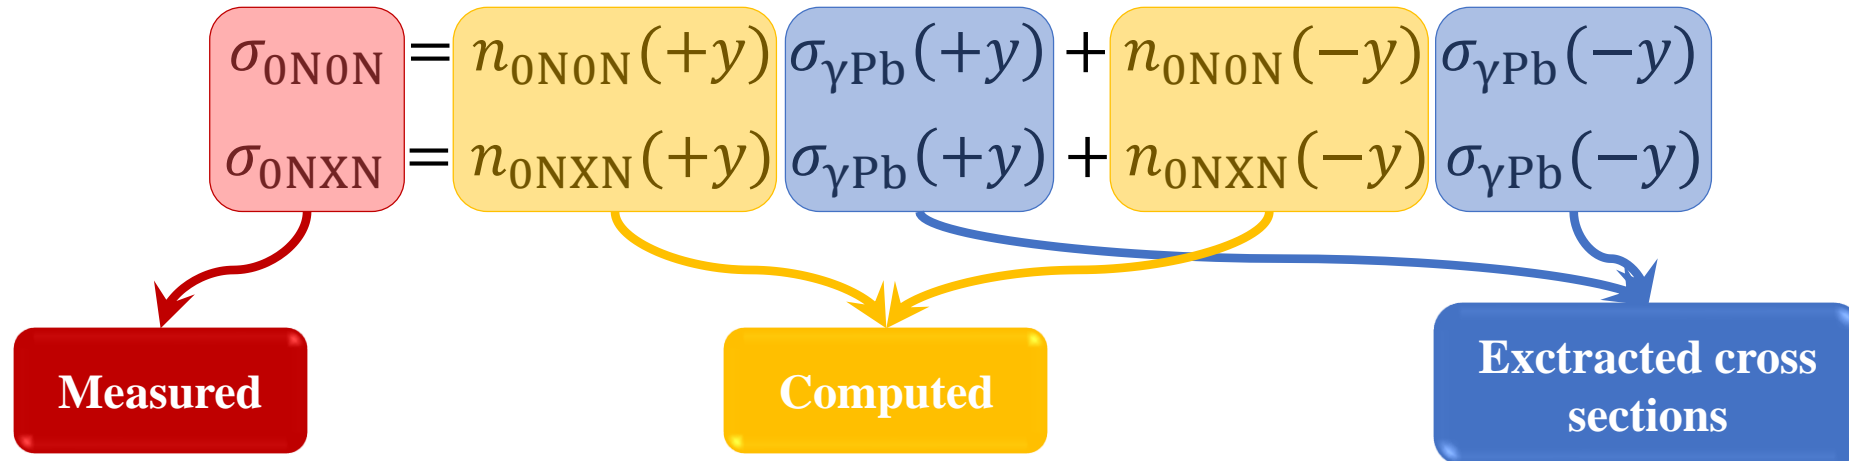 σ₀N0N = n₀N0N(+y) σγPb(+y) + n₀N0N(−y) σγPb(−y)
σ₀NXN = n₀NXN(+y) σγPb(+y) + n₀NXN(−y) σγPb(−y)
Measured
Computed
Exctracted cross
sections